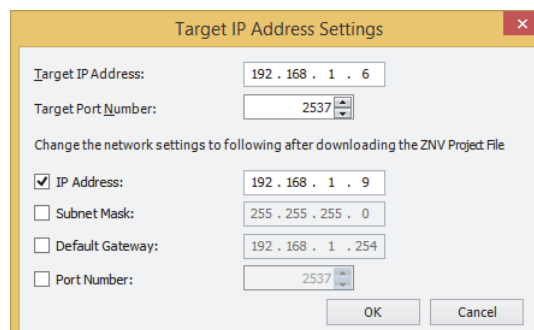 Target IP Address Settings
Target IP Address: 192 . 168 . 1 . 6
Target Port Number: 2537
Change the network settings to following after downloading the ZNV Project File
IP Address: 192 . 168 . 1 . 9
Subnet Mask: 255 . 255 . 255 . 0
Default Gateway: 192 . 168 . 1 . 254
Port Number: 2537
OK Cancel